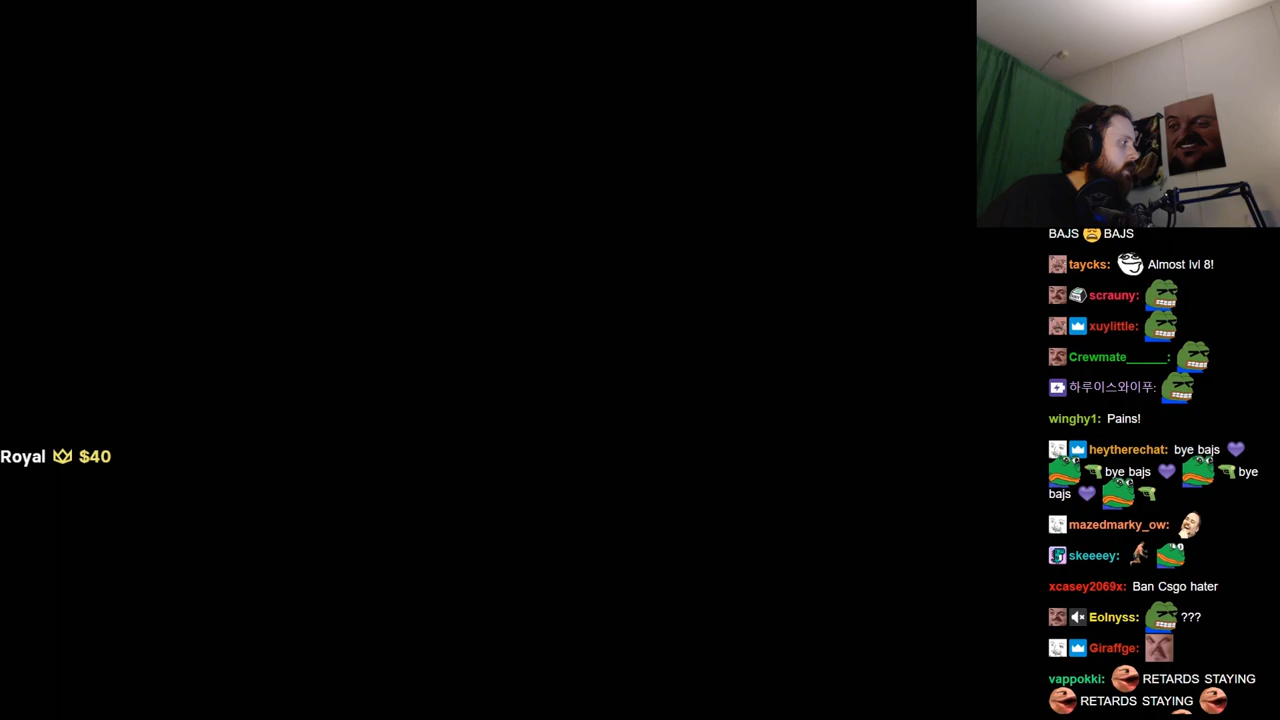 BAJS BAJS
taycks: Almost lvl 8!
scrauny:
xuylittle:
Crewmate______:
하루이스와이푸:
winghy1: Pains!
heytherechat: bye bajs
bye bajs bye
bajs
Royal $40
mazedmarky_ow:
skeeeey:
xcasey2069x: Ban Csgo hater
Eolnyss: ???
Giraffge:
vappokki: RETARDS STAYING
RETARDS STAYING